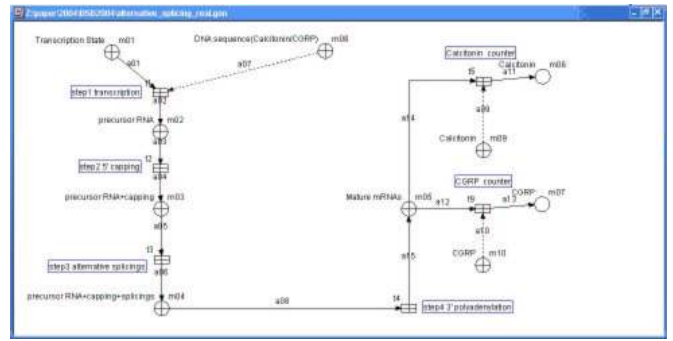 Z:\paper\2004\DSB2004\alternative_splicing_real.gon
Transcription State m01
DNA sequence(Calcitonin/CGRP) m08
a01
a07
t1
step1 transcription
a02
precursor RNA m02
a03
t2
step2 5' capping
a04
precursor RNA+capping m03
a05
t3
step3 alternative splicings
a06
precursor RNA+capping+splicings m04
a08
t4
step4 3' polyadenylation
a15
Mature mRNAs m05
a14
Calcitonin counter
t5
a11
Calcitonin m06
a09
Calcitonin m09
CGRP counter
a12
t9
a13
CGRP m07
a10
CGRP m10